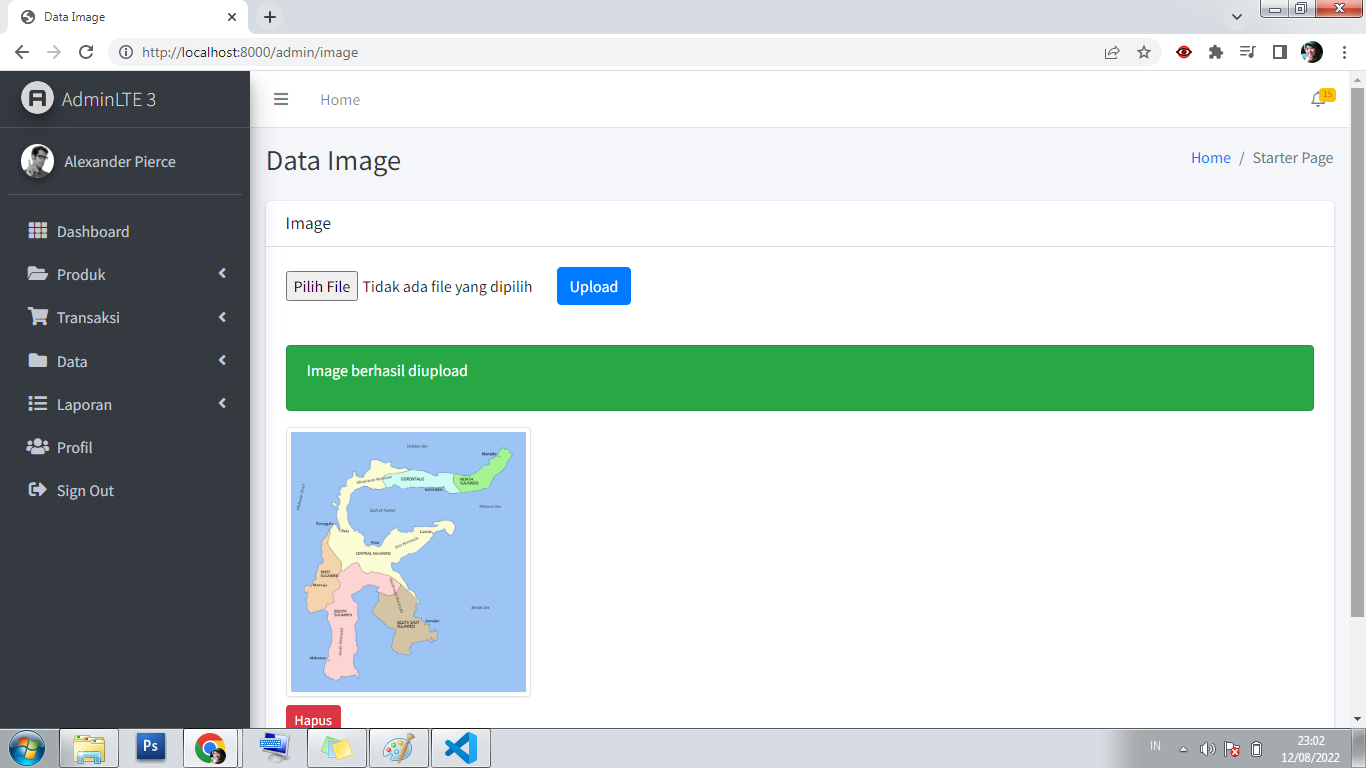 Data Image
http://localhost:8000/admin/image
AdminLTE 3
Home
15
Alexander Pierce
Data Image
Home / Starter Page
Dashboard
Produk
Transaksi
Data
Laporan
Profil
Sign Out
Image
Pilih File Tidak ada file yang dipilih Upload
Image berhasil diupload
Celebes Sea
Manado
GORONTALO
NORTH
SULAWESI
Gulf of Tomini
Molucca Sea
Donggala
Palu
Poso
Luwuk
CENTRAL SULAWESI
WEST
SULAWESI
Mamuju
SOUTH
SULAWESI
Banda Sea
SOUTH EAST
SULAWESI
Kendari
Makassar
Hapus
Ps
IN
23:02
12/08/2022